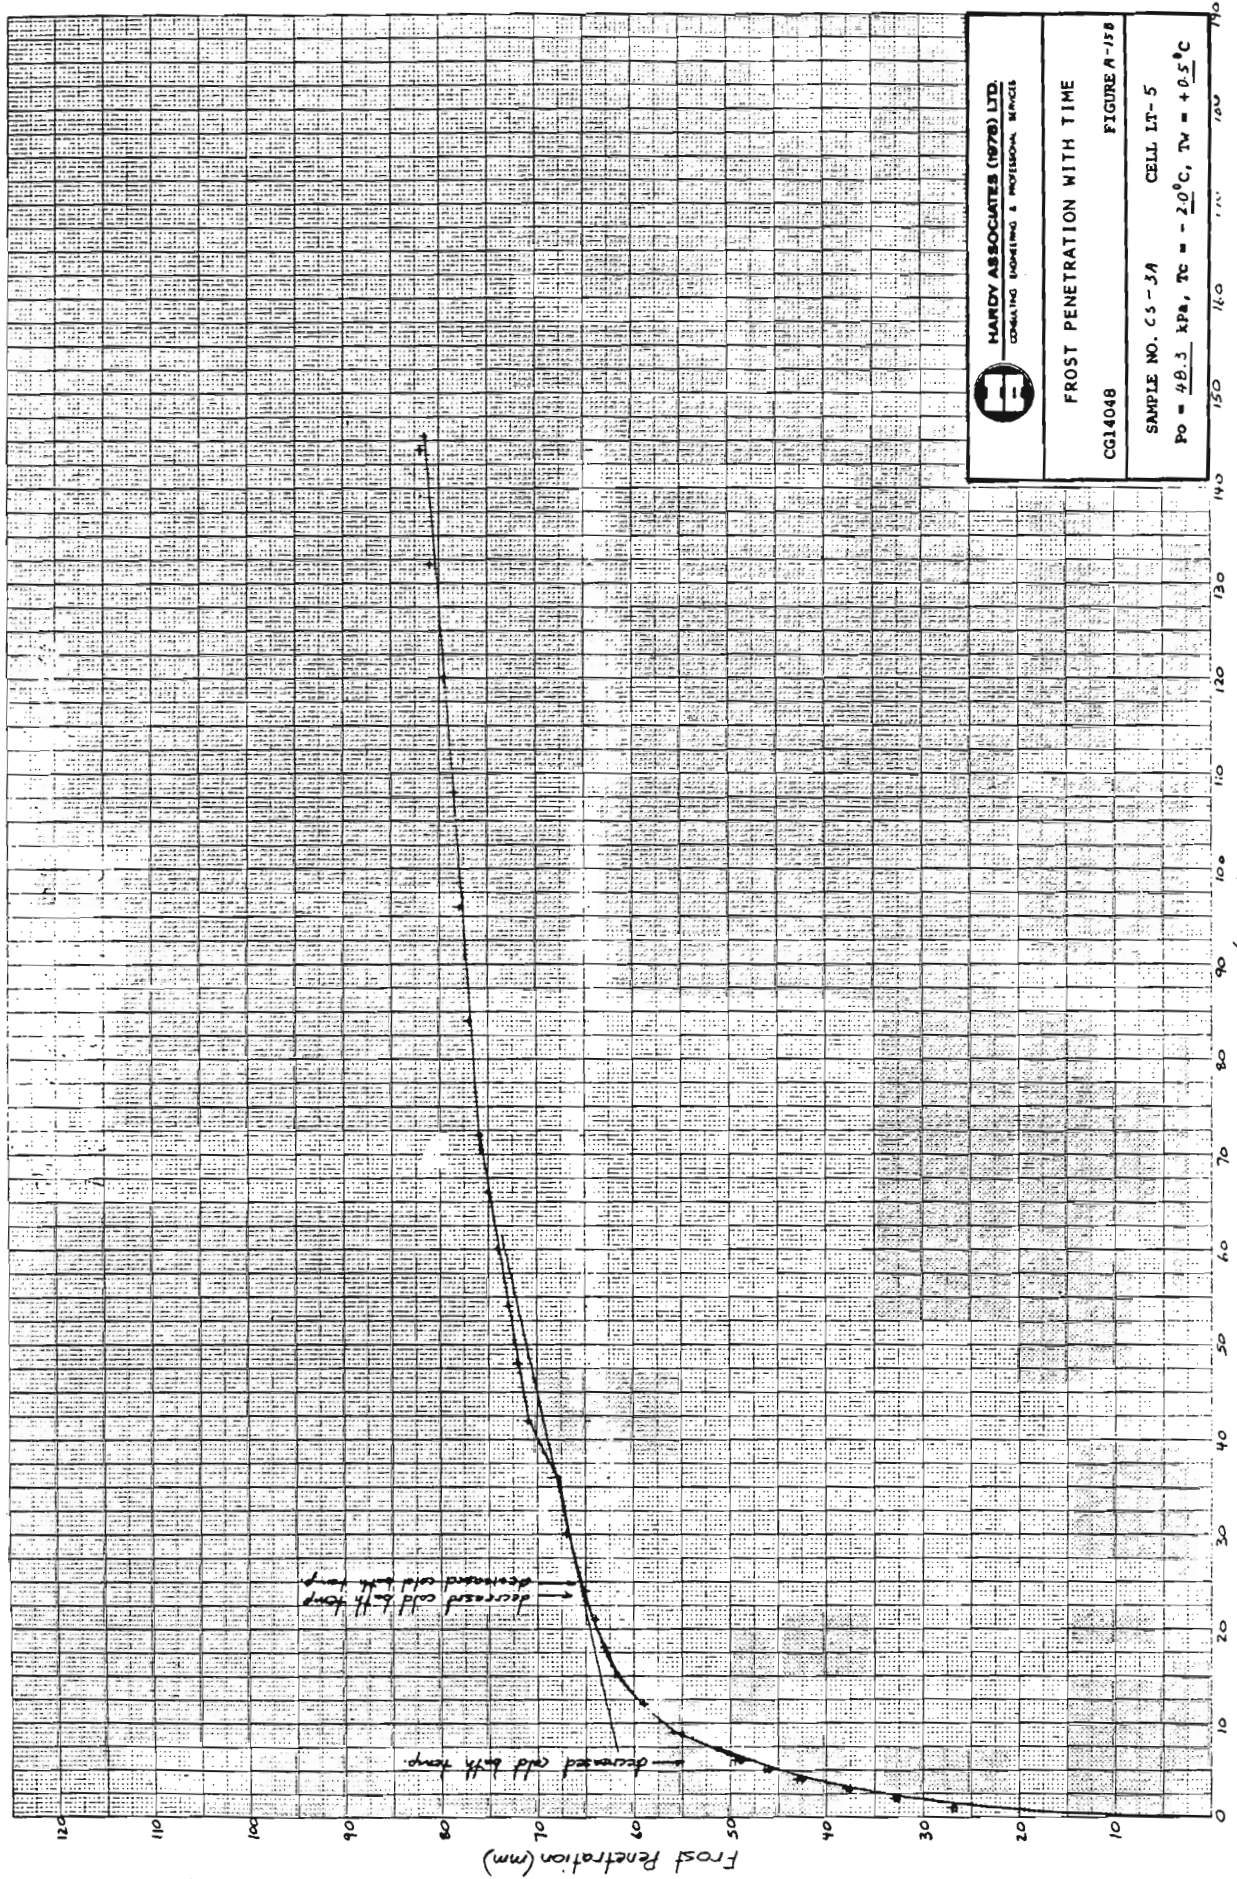 HARDY ASSOCIATES (1978) LTD.
CONSULTING ENGINEERING & PROFESSIONAL SERVICES
FROST PENETRATION WITH TIME
CG14048 FIGURE A-15B
SAMPLE NO. CS-3A CELL LT-5
Po = 48.3 kPa, Tc = -2.0°C, Tw = +0.5°C
Frost Penetration (mm)
120
110
100
90
80
70
60
50
40
30
20
10
decreased cold bath temp.
decreased cold bath temp
decreased cold bath temp.
0 10 20 30 40 50 60 70 80 90 100 110 120 130 140 150